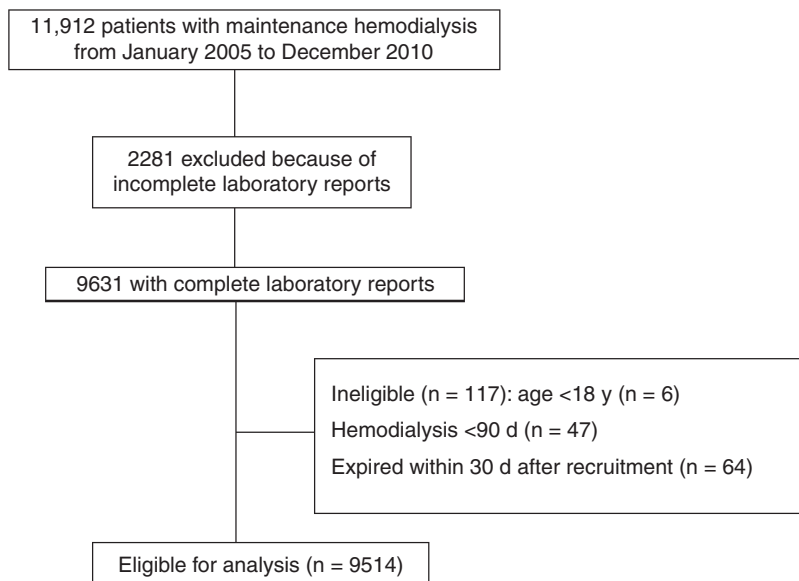 11,912 patients with maintenance hemodialysis
from January 2005 to December 2010
2281 excluded because of
incomplete laboratory reports
9631 with complete laboratory reports
Ineligible (n = 117): age <18 y (n = 6)
Hemodialysis <90 d (n = 47)
Expired within 30 d after recruitment (n = 64)
Eligible for analysis (n = 9514)